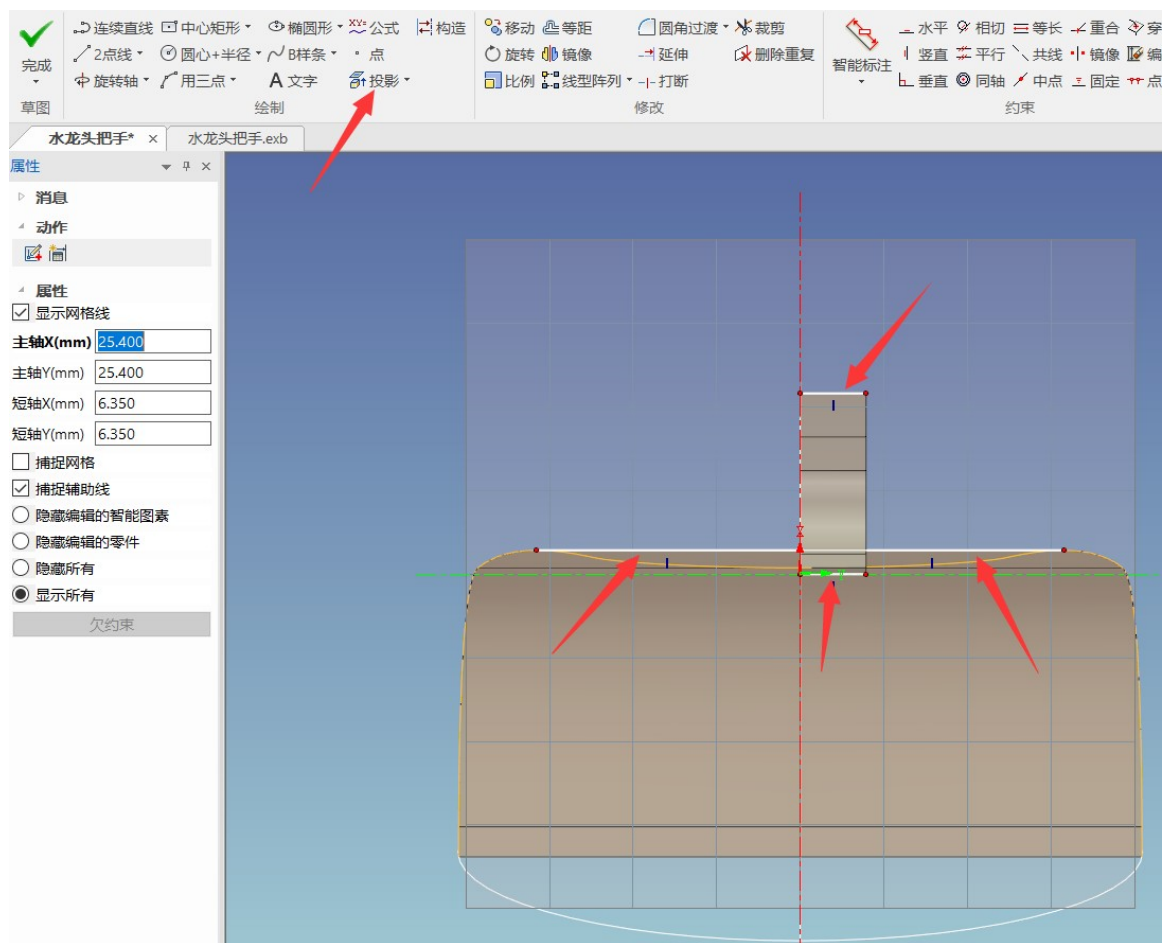 连续直线 中心矩形 椭圆形 XY= 公式 构造 移动 等距 圆角过渡 裁剪 水平 相切 等长 重合 穿
2点线 圆心+半径 B样条 点 旋转 镜像 延伸 删除重复 竖直 平行 共线 镜像 编
完成 旋转轴 用三点 A 文字 投影 比例 线型阵列 打断 智能标注 垂直 同轴 中点 固定 点
草图 绘制 修改 约束
水龙头把手* × 水龙头把手.exb
属性
消息
动作
属性
显示网格线
主轴X(mm) 25.400
主轴Y(mm) 25.400
短轴X(mm) 6.350
短轴Y(mm) 6.350
捕捉网格
捕捉辅助线
隐藏编辑的智能图素
隐藏编辑的零件
隐藏所有
显示所有
欠约束